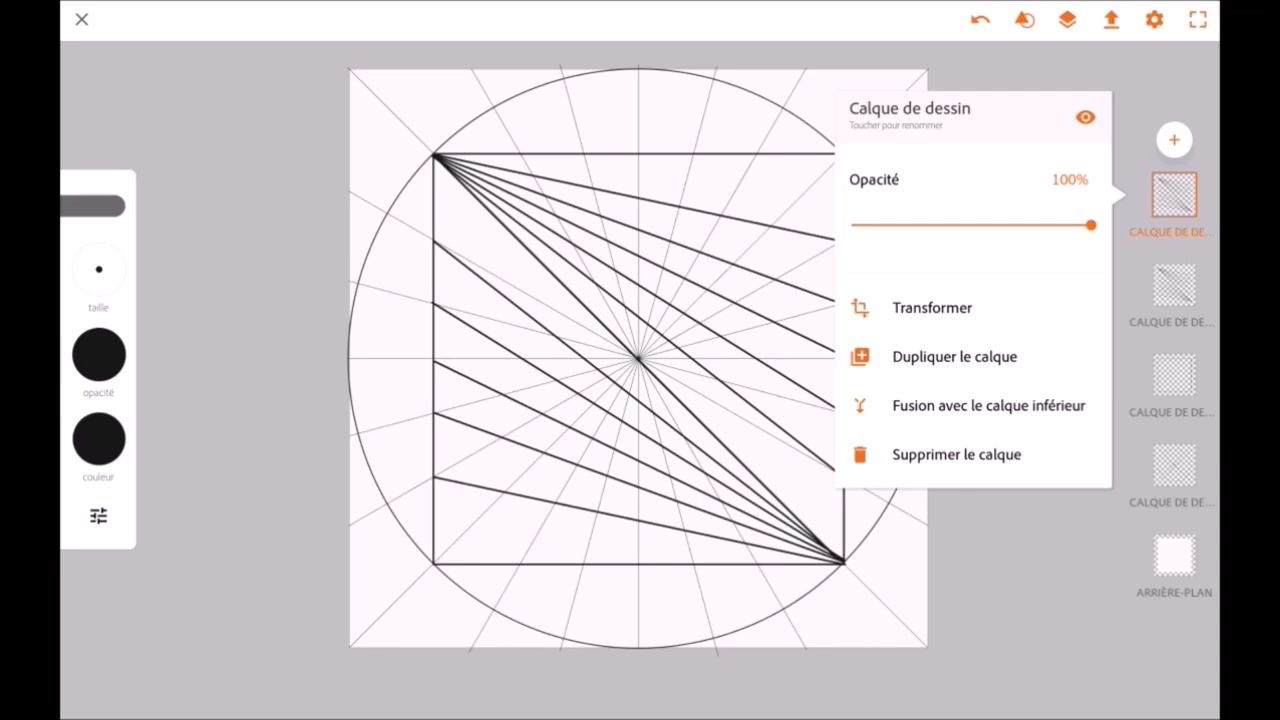 Calque de dessin
Toucher pour renommer
Opacité 100%
Transformer
Dupliquer le calque
Fusion avec le calque inférieur
Supprimer le calque
taille
opacité
couleur
CALQUE DE DE...
CALQUE DE DE...
CALQUE DE DE...
CALQUE DE DE...
ARRIÈRE-PLAN